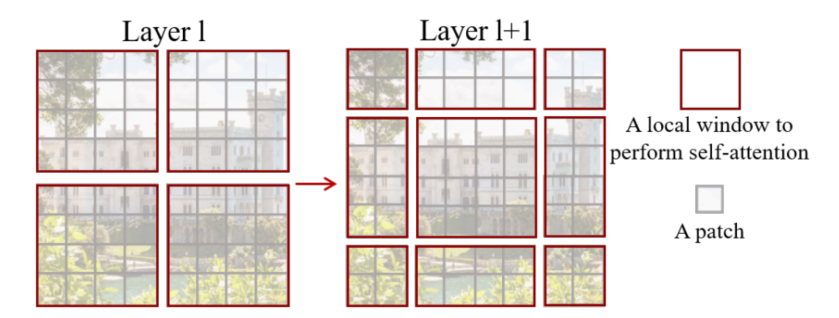 Layer l
Layer l+1
A local window to
perform self-attention
A patch